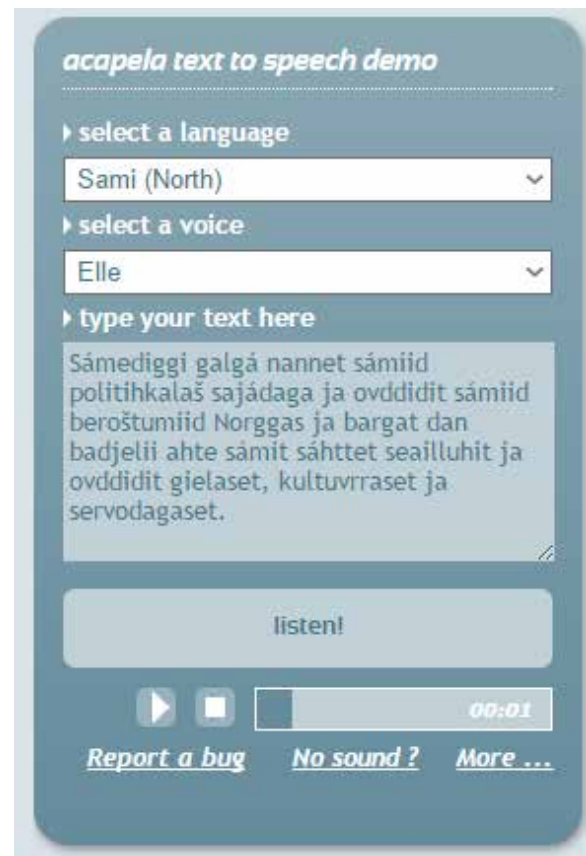 acapela text to speech demo
select a language
Sami (North)
select a voice
Elle
type your text here
Sámediggi galgá nannet sámiid
politihkalaš sajádaga ja ovddidit sámiid
beroštumiid Norggas ja bargat dan
badjelii ahte sámit sáhttet seailluhit ja
ovddidit gielaset, kultuvrraset ja
servodagaset.
listen!
00:01
Report a bug No sound ? More ...